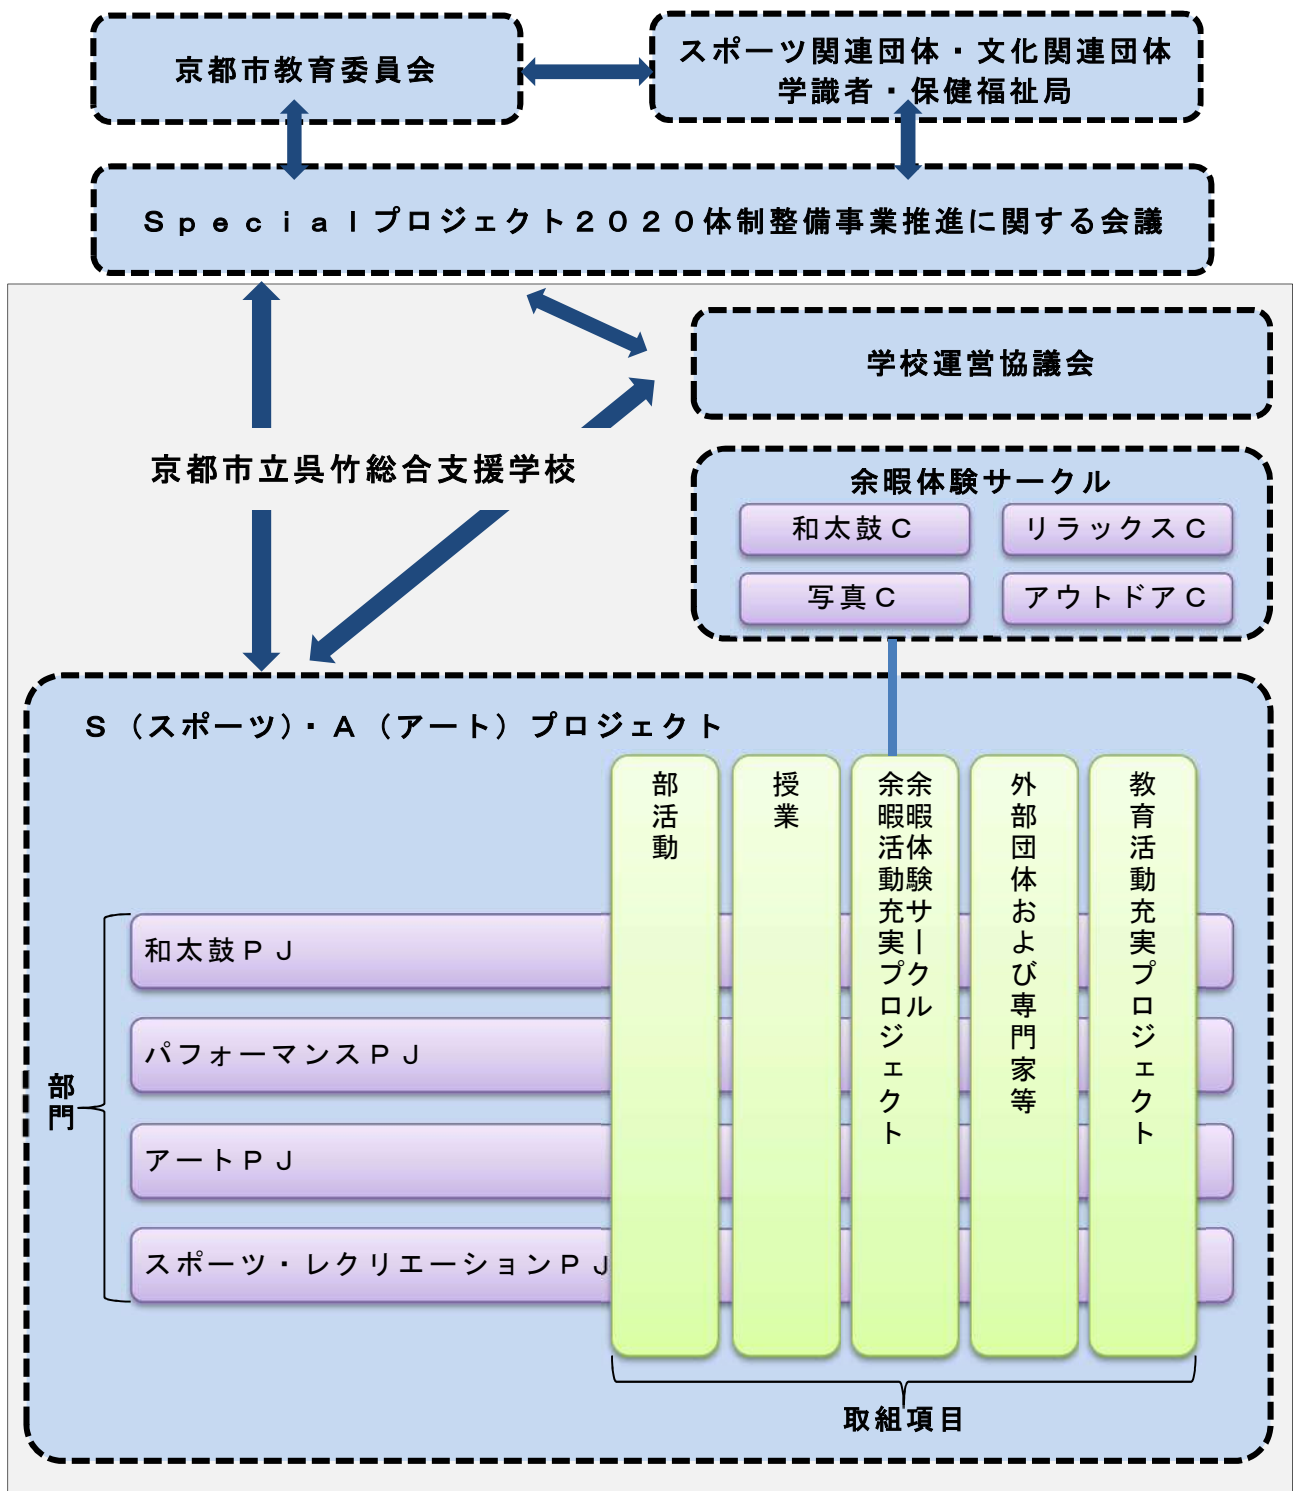 京都市教育委員会
スポーツ関連団体・文化関連団体
学識者・保健福祉局
Ｓｐｅｃｉａｌプロジェクト２０２０体制整備事業推進に関する会議
学校運営協議会
京都市立呉竹総合支援学校
余暇体験サークル
和太鼓Ｃ
リラックスＣ
写真Ｃ
アウトドアＣ
Ｓ（スポーツ）・Ａ（アート）プロジェクト
部活動
授業
余暇体験サークル
余暇活動充実プロジェクト
外部団体および専門家等
教育活動充実プロジェクト
部門
和太鼓ＰＪ
パフォーマンスＰＪ
アートＰＪ
スポーツ・レクリエーションＰＪ
取組項目